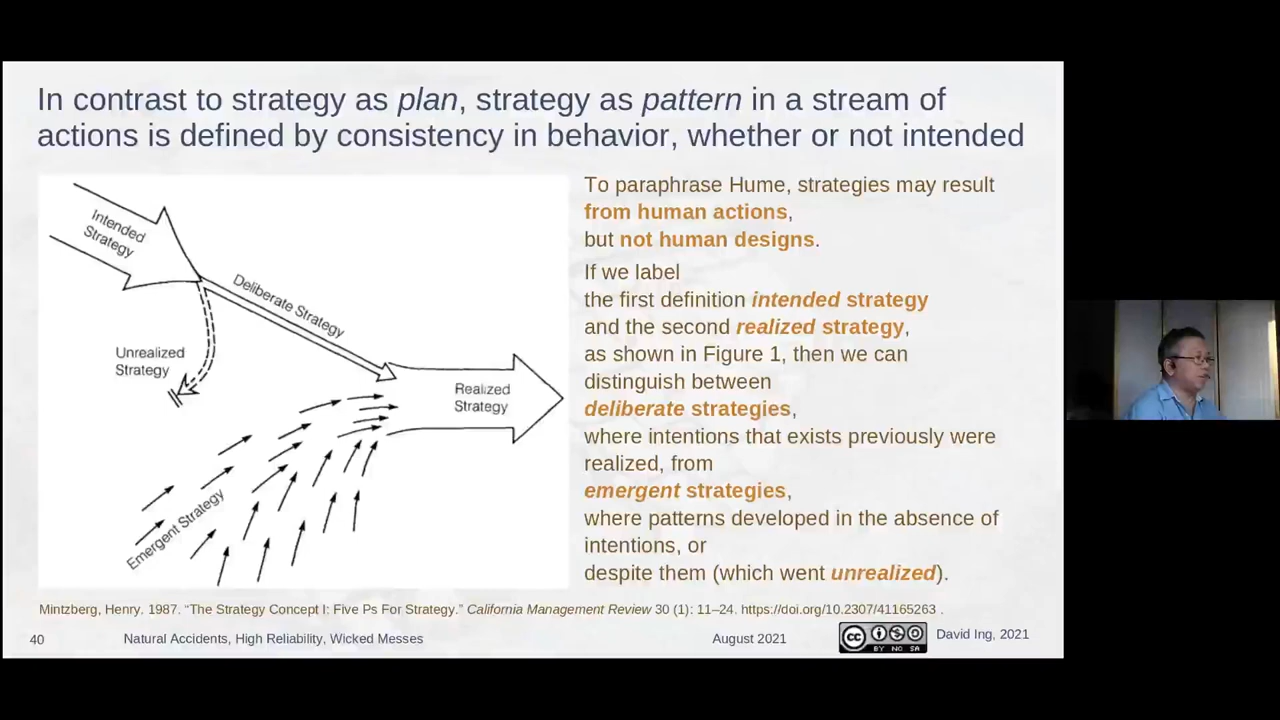 In contrast to strategy as plan, strategy as pattern in a stream of
actions is defined by consistency in behavior, whether or not intended
Intended
Strategy
Deliberate Strategy
Unrealized
Strategy
Realized
Strategy
Emergent Strategy
To paraphrase Hume, strategies may result
from human actions,
but not human designs.
If we label
the first definition intended strategy
and the second realized strategy,
as shown in Figure 1, then we can
distinguish between
deliberate strategies,
where intentions that exists previously were
realized, from
emergent strategies,
where patterns developed in the absence of
intentions, or
despite them (which went unrealized).
Mintzberg, Henry. 1987. “The Strategy Concept I: Five Ps For Strategy.” California Management Review 30 (1): 11–24. https://doi.org/10.2307/41165263 .
40
Natural Accidents, High Reliability, Wicked Messes
August 2021
cc
BY NC SA
David Ing, 2021